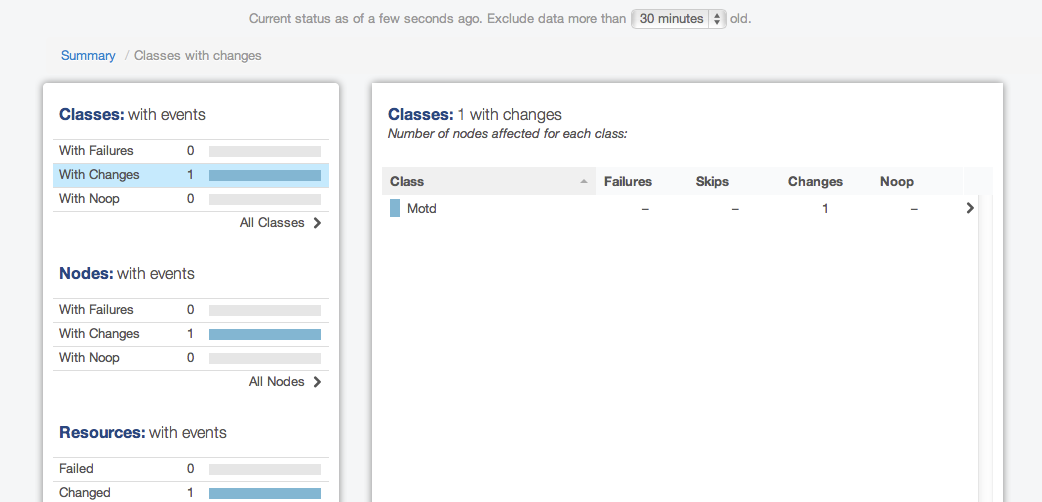 Current status as of a few seconds ago. Exclude data more than 30 minutes old.
Summary / Classes with changes
Classes: with events
With Failures 0
With Changes 1
With Noop 0
All Classes
Nodes: with events
With Failures 0
With Changes 1
With Noop 0
All Nodes
Resources: with events
Failed 0
Changed 1
Classes: 1 with changes
Number of nodes affected for each class:
Class Failures Skips Changes Noop
Motd – – 1 –